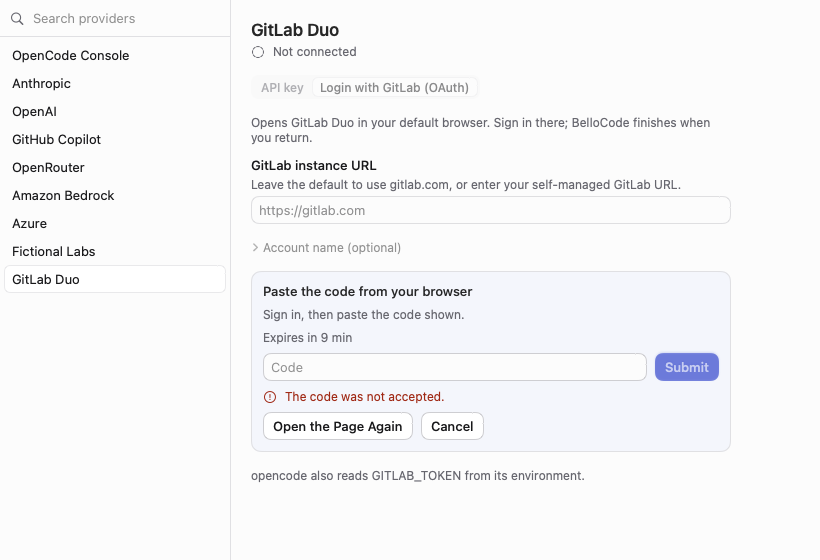 Search providers
OpenCode Console
Anthropic
OpenAI
GitHub Copilot
OpenRouter
Amazon Bedrock
Azure
Fictional Labs
GitLab Duo
GitLab Duo
Not connected
API key
Login with GitLab (OAuth)
Opens GitLab Duo in your default browser. Sign in there; BelloCode finishes when
you return.
GitLab instance URL
Leave the default to use gitlab.com, or enter your self-managed GitLab URL.
https://gitlab.com
Account name (optional)
Paste the code from your browser
Sign in, then paste the code shown.
Expires in 9 min
Code
Submit
The code was not accepted.
Open the Page Again
Cancel
opencode also reads GITLAB_TOKEN from its environment.